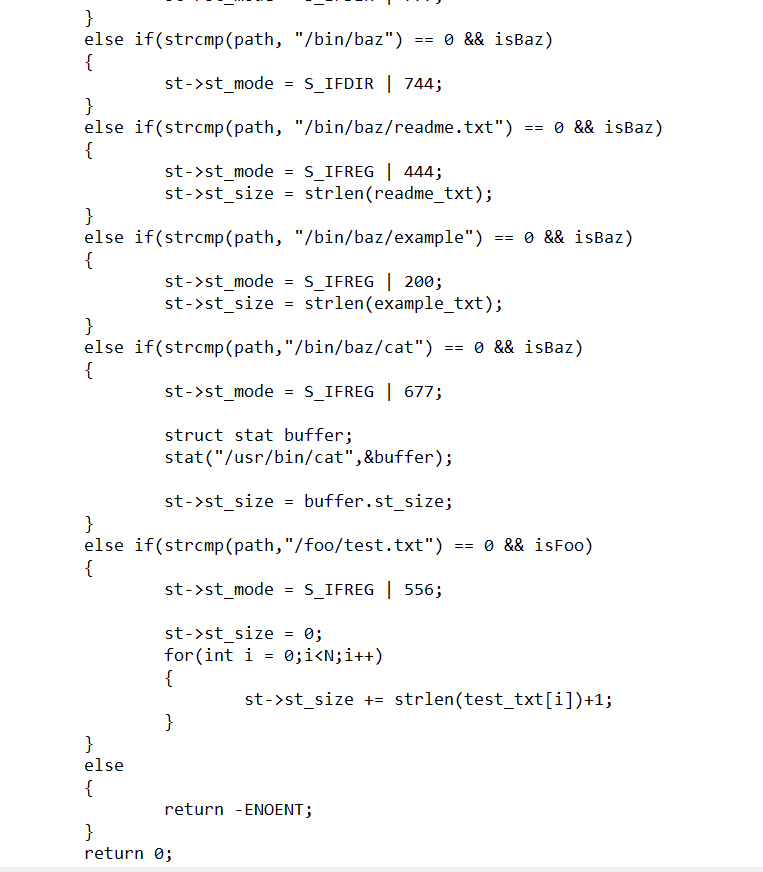 }
else if(strcmp(path, "/bin/baz") == 0 && isBaz)
{
st->st_mode = S_IFDIR | 744;
}
else if(strcmp(path, "/bin/baz/readme.txt") == 0 && isBaz)
{
st->st_mode = S_IFREG | 444;
st->st_size = strlen(readme_txt);
}
else if(strcmp(path, "/bin/baz/example") == 0 && isBaz)
{
st->st_mode = S_IFREG | 200;
st->st_size = strlen(example_txt);
}
else if(strcmp(path,"/bin/baz/cat") == 0 && isBaz)
{
st->st_mode = S_IFREG | 677;
struct stat buffer;
stat("/usr/bin/cat",&buffer);
st->st_size = buffer.st_size;
}
else if(strcmp(path,"/foo/test.txt") == 0 && isFoo)
{
st->st_mode = S_IFREG | 556;
st->st_size = 0;
for(int i = 0;i<N;i++)
{
st->st_size += strlen(test_txt[i])+1;
}
}
else
{
return -ENOENT;
}
return 0;